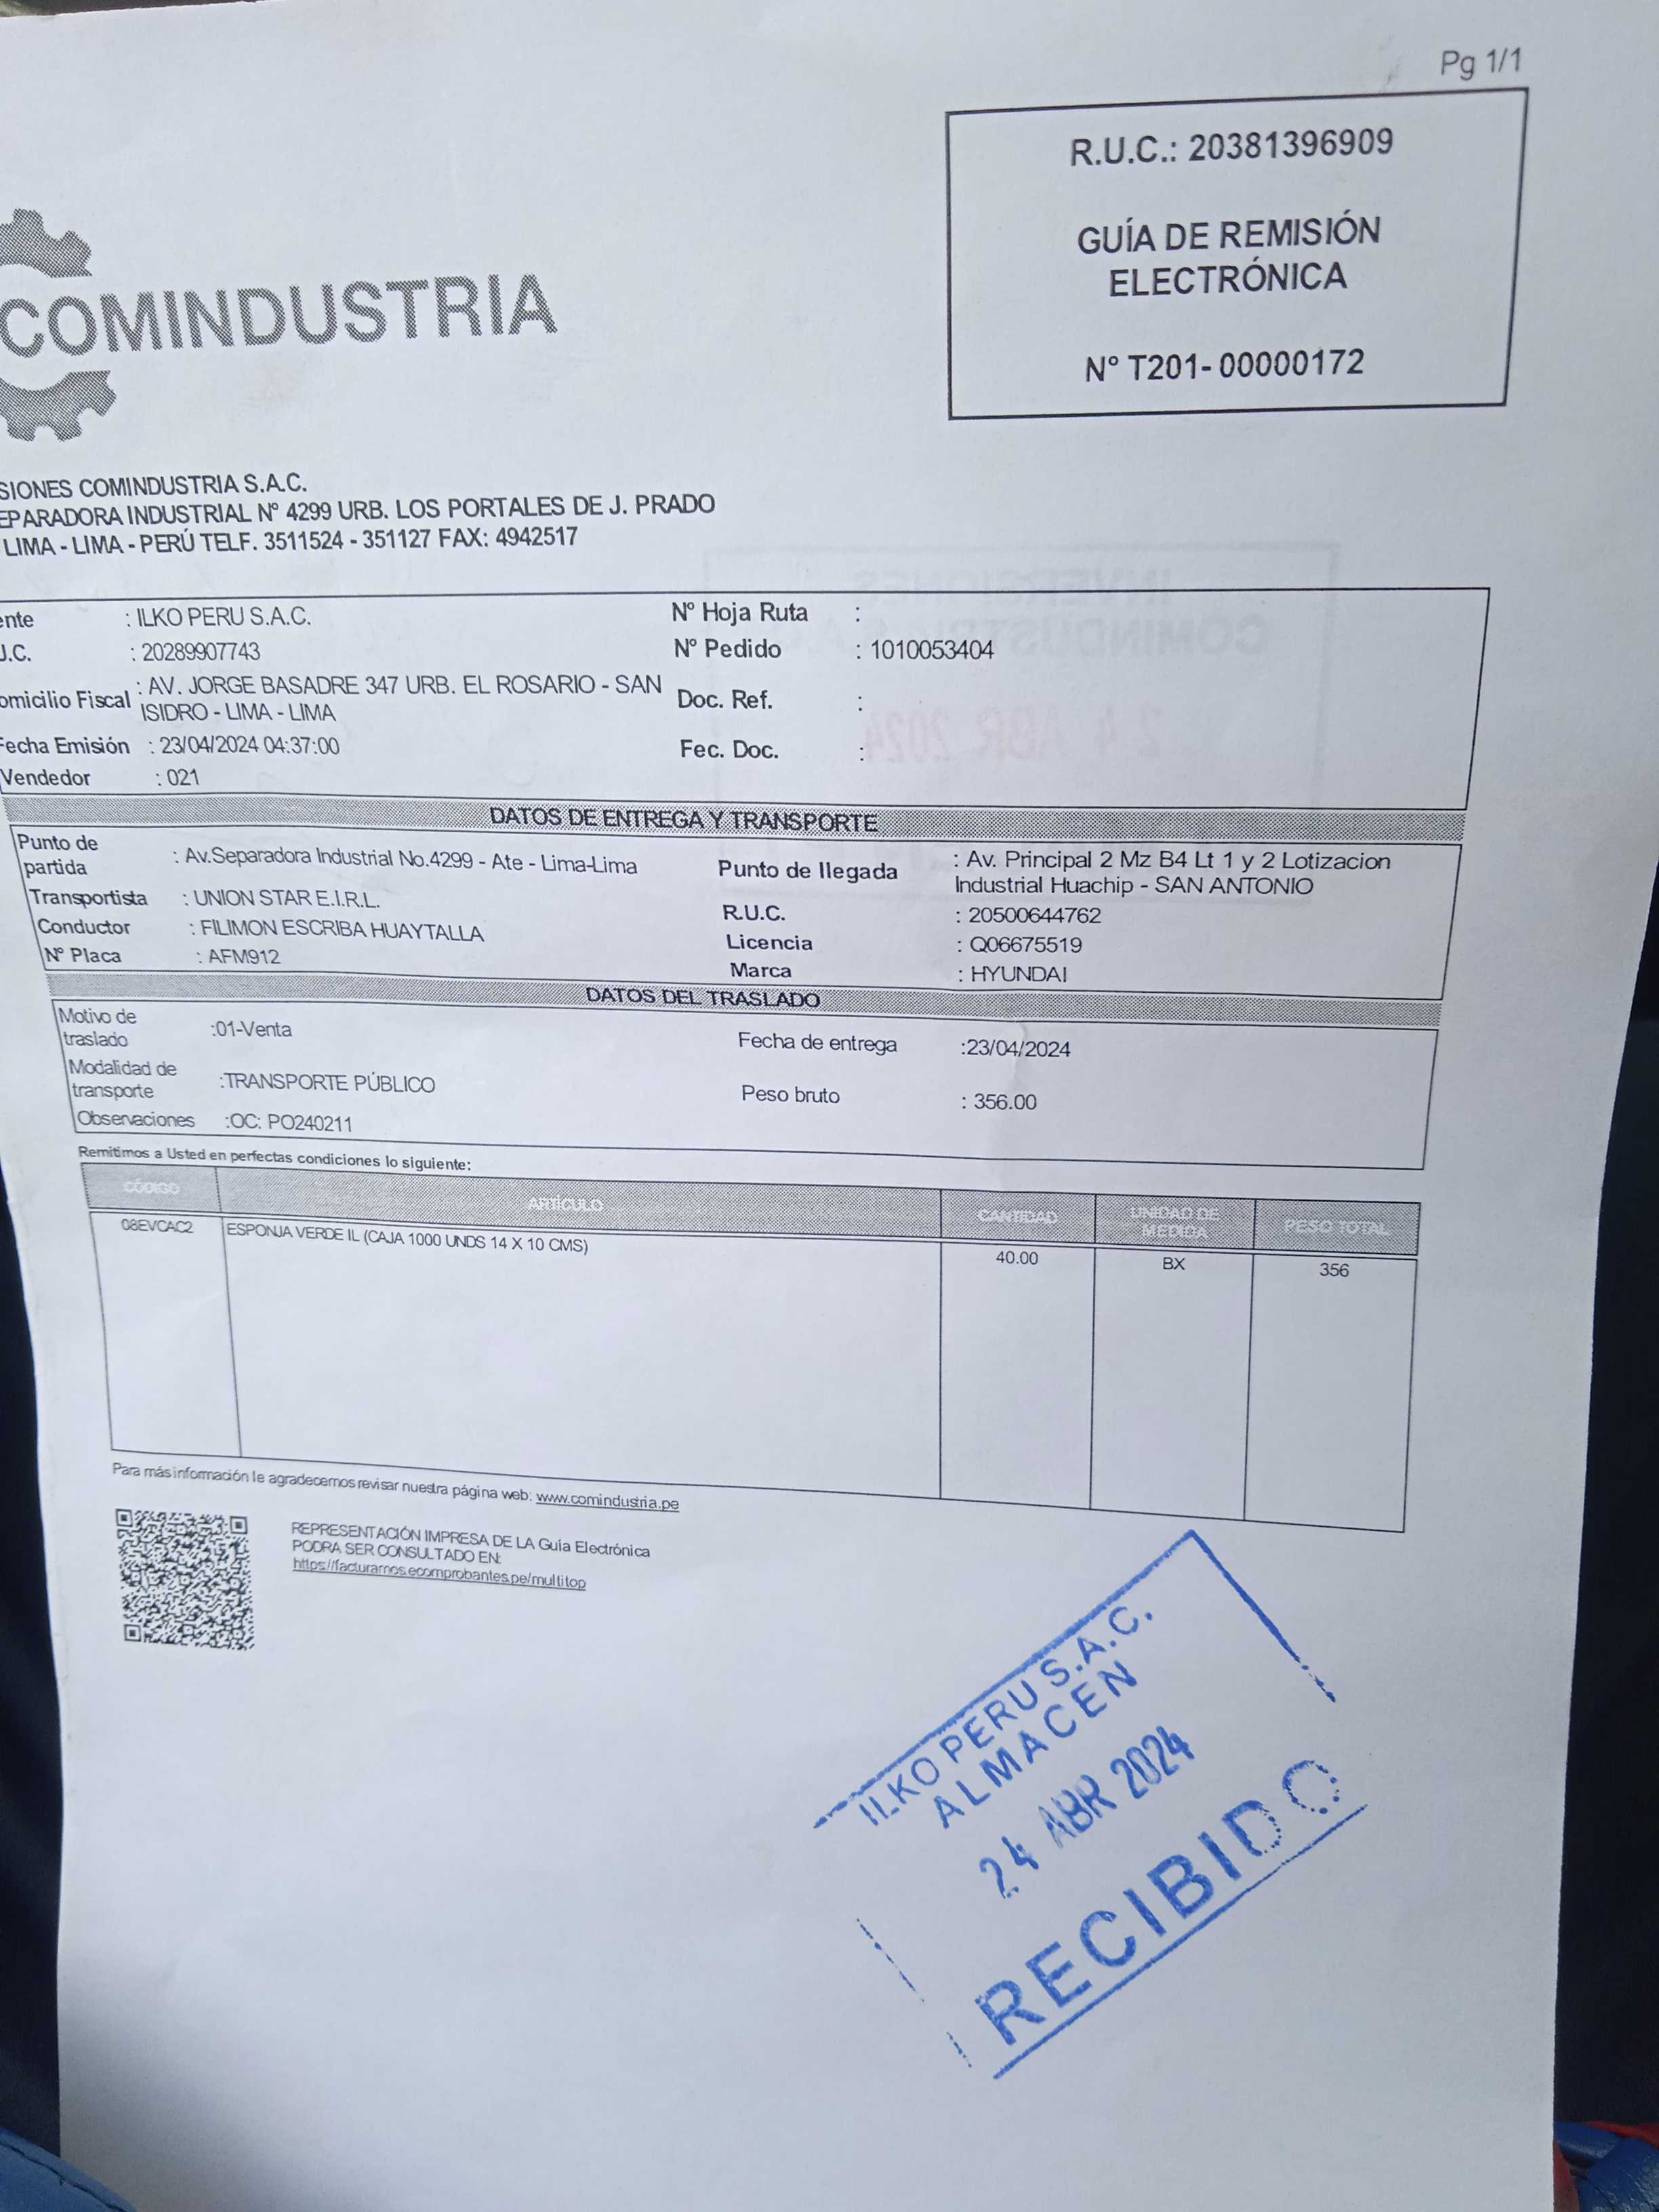 Pg 1/1
R.U.C.: 20381396909
GUÍA DE REMISIÓN
ELECTRÓNICA
Nº T201- 00000172
COMINDUSTRIA
SIONES COMINDUSTRIA S.A.C.
EPARADORA INDUSTRIAL Nº 4299 URB. LOS PORTALES DE J. PRADO
LIMA - LIMA - PERÚ TELF. 3511524 - 351127 FAX: 4942517
ente : ILKO PERU S.A.C. Nº Hoja Ruta :
J.C. : 20289907743 Nº Pedido : 1010053404
omicilio Fiscal : AV. JORGE BASADRE 347 URB. EL ROSARIO - SAN
ISIDRO - LIMA - LIMA Doc. Ref. :
Fecha Emisión : 23/04/2024 04:37:00 Fec. Doc. :
Vendedor : 021
DATOS DE ENTREGA Y TRANSPORTE
Punto de
partida : Av.Separadora Industrial No.4299 - Ate - Lima-Lima
Punto de llegada : Av. Principal 2 Mz B4 Lt 1 y 2 Lotizacion
Industrial Huachip - SAN ANTONIO
Transportista : UNION STAR E.I.R.L. R.U.C. : 20500644762
Conductor : FILIMON ESCRIBA HUAYTALLA Licencia : Q06675519
Nº Placa : AFM912 Marca : HYUNDAI
DATOS DEL TRASLADO
Motivo de
traslado :01-Venta Fecha de entrega :23/04/2024
Modalidad de
transporte :TRANSPORTE PÚBLICO Peso bruto : 356.00
Observaciones :OC: PO240211
Remitimos a Usted en perfectas condiciones lo siguiente:
CÓDIGO ARTÍCULO CANTIDAD UNIDAD DE
MEDIDA PESO TOTAL
08EVCAC2 ESPONJA VERDE IL (CAJA 1000 UNDS 14 X 10 CMS) 40.00 BX 356
Para más información le agradecemos revisar nuestra página web: www.comindustria.pe
REPRESENTACIÓN IMPRESA DE LA Guía Electrónica
PODRA SER CONSULTADO EN:
https://facturamos.ecomprobantes.pe/multitop
ILKO PERU S.A.C.
ALMACEN
24 ABR 2024
RECIBIDO